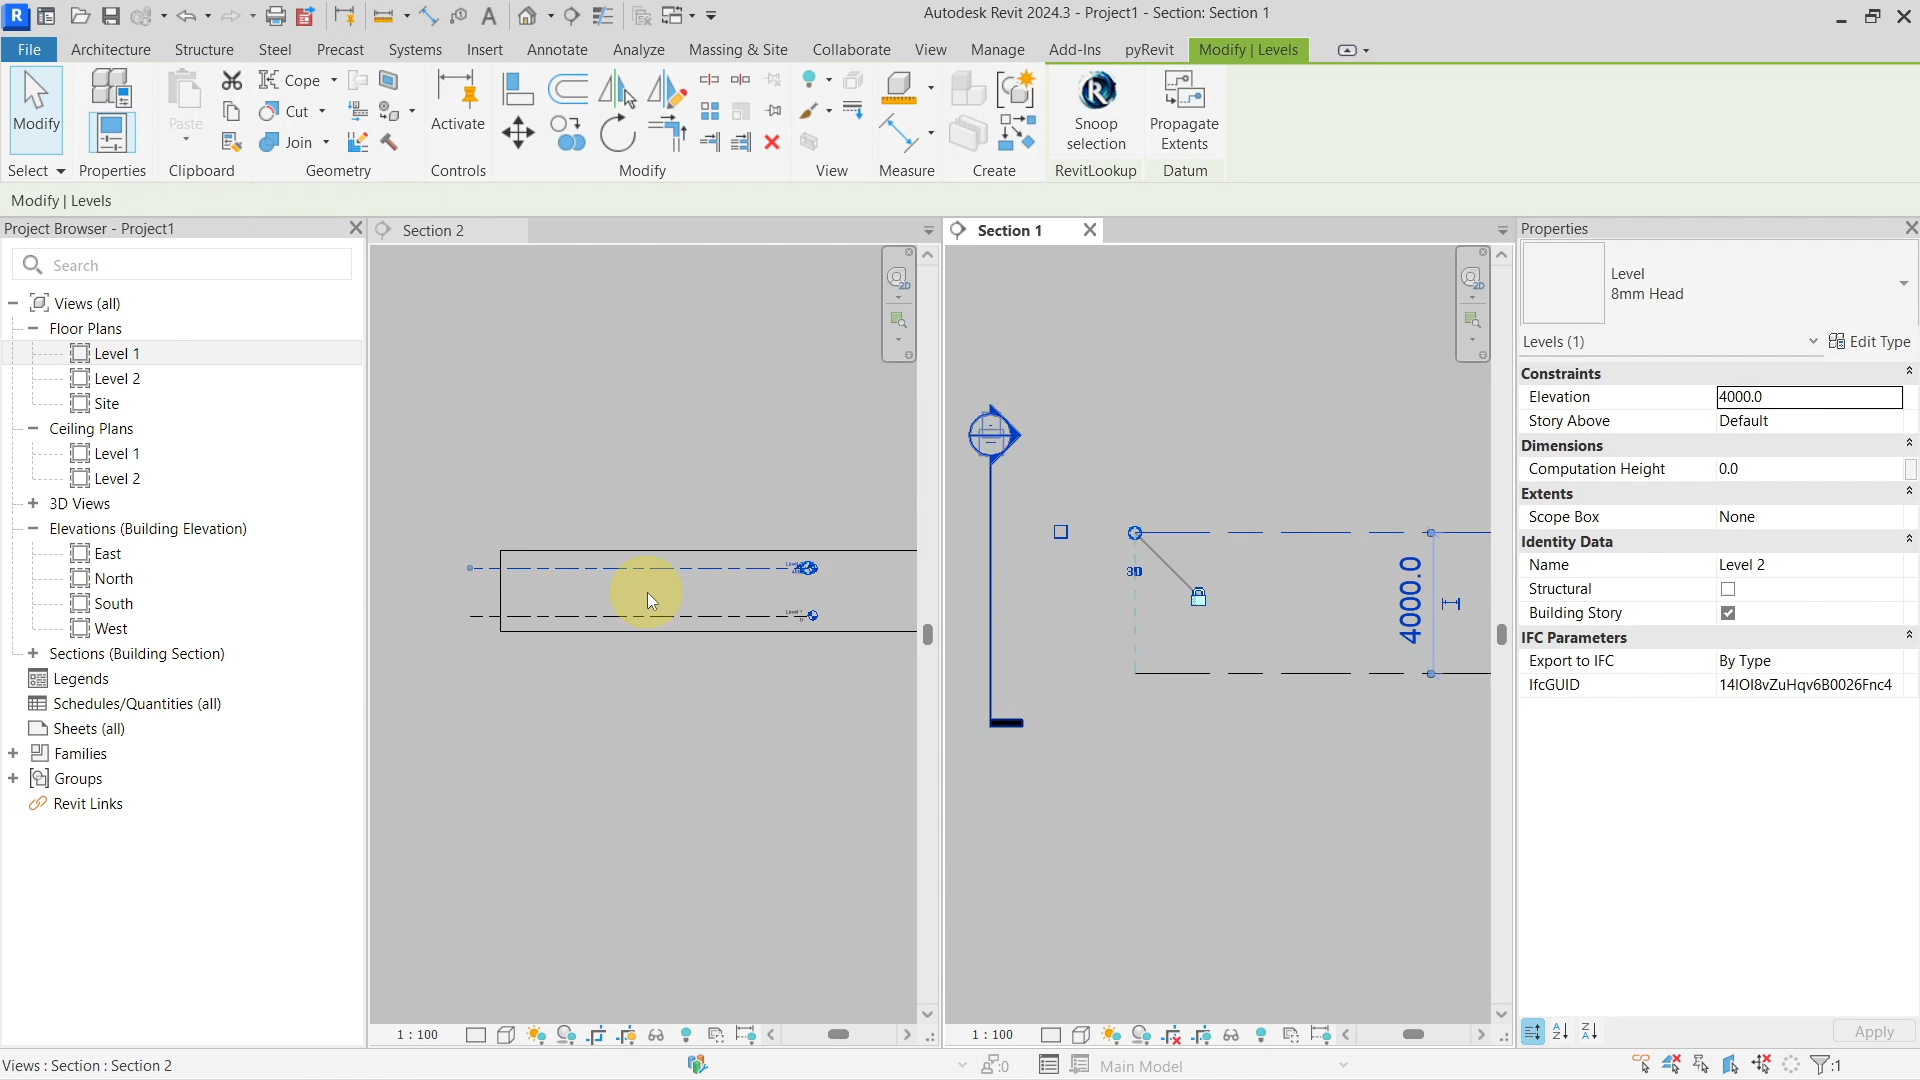 Autodesk Revit 2024.3 - Project1 - Section: Section 1
File Architecture Structure Steel Precast Systems Insert Annotate Analyze Massing & Site Collaborate View Manage Add-Ins pyRevit Modify | Levels
Modify
Paste
Cope
Cut
Join
Activate
Snoop selection
Propagate Extents
Select Properties Clipboard Geometry Controls Modify View Measure Create RevitLookup Datum
Modify | Levels
Project Browser - Project1
Search
Views (all)
Floor Plans
Level 1
Level 2
Site
Ceiling Plans
Level 1
Level 2
3D Views
Elevations (Building Elevation)
East
North
South
West
Sections (Building Section)
Legends
Schedules/Quantities (all)
Sheets (all)
Families
Groups
Revit Links
Section 2
2D
Level 1
0
1 : 100
Section 1
2D
3D
4000.0
1 : 100
Properties
Level
8mm Head
Levels (1) Edit Type
Constraints
Elevation 4000.0
Story Above Default
Dimensions
Computation Height 0.0
Extents
Scope Box None
Identity Data
Name Level 2
Structural
Building Story
IFC Parameters
Export to IFC By Type
IfcGUID 14IOI8vZuHqv6B0026Fnc4
Apply
Views : Section : Section 2
:0
Main Model
:1